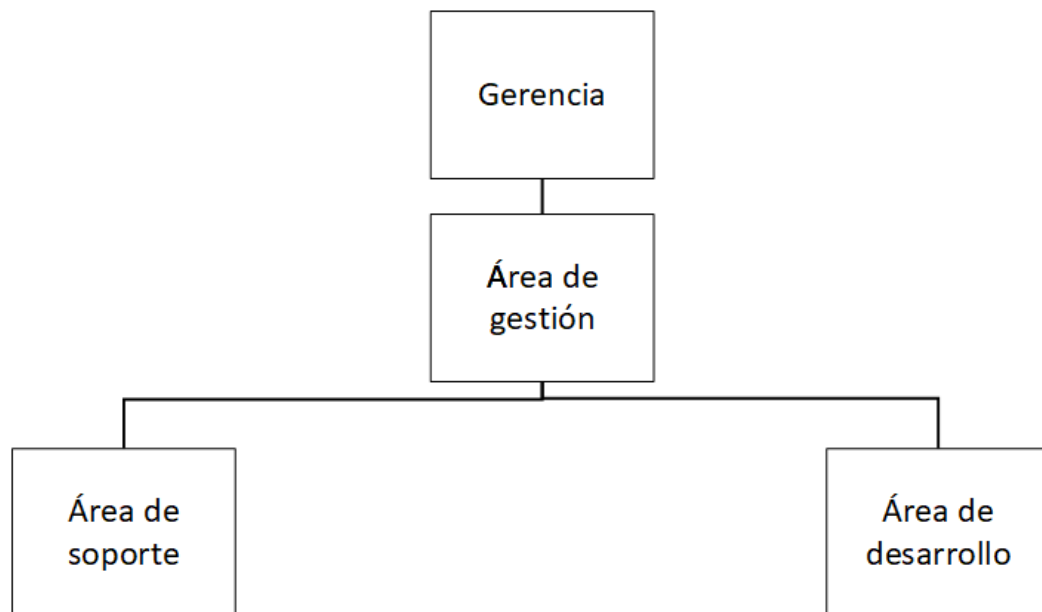 Gerencia
Área de
gestión
Área de
soporte
Área de
desarrollo